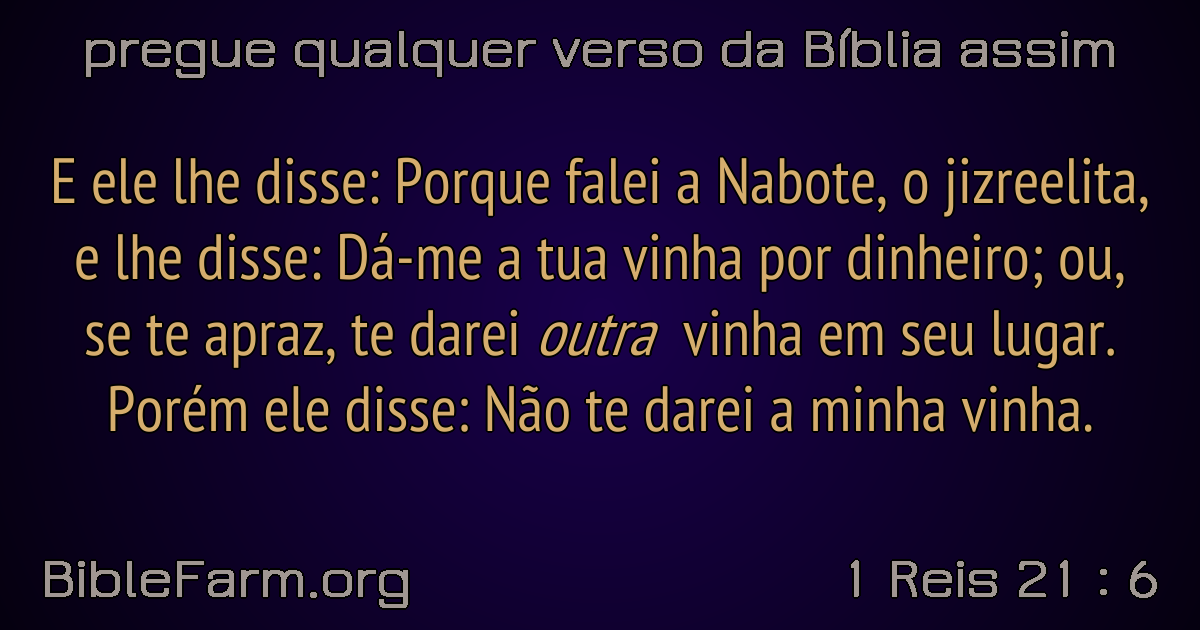 pregue qualquer verso da Bíblia assim
E ele lhe disse: Porque falei a Nabote, o jizreelita,
e lhe disse: Dá-me a tua vinha por dinheiro; ou,
se te apraz, te darei outra vinha em seu lugar.
Porém ele disse: Não te darei a minha vinha.
BibleFarm.org
1 Reis 21 : 6